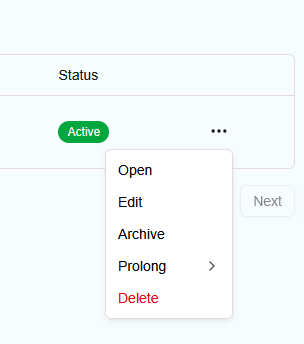 Status
Active
Open
Edit
Next
Archive
Prolong
Delete